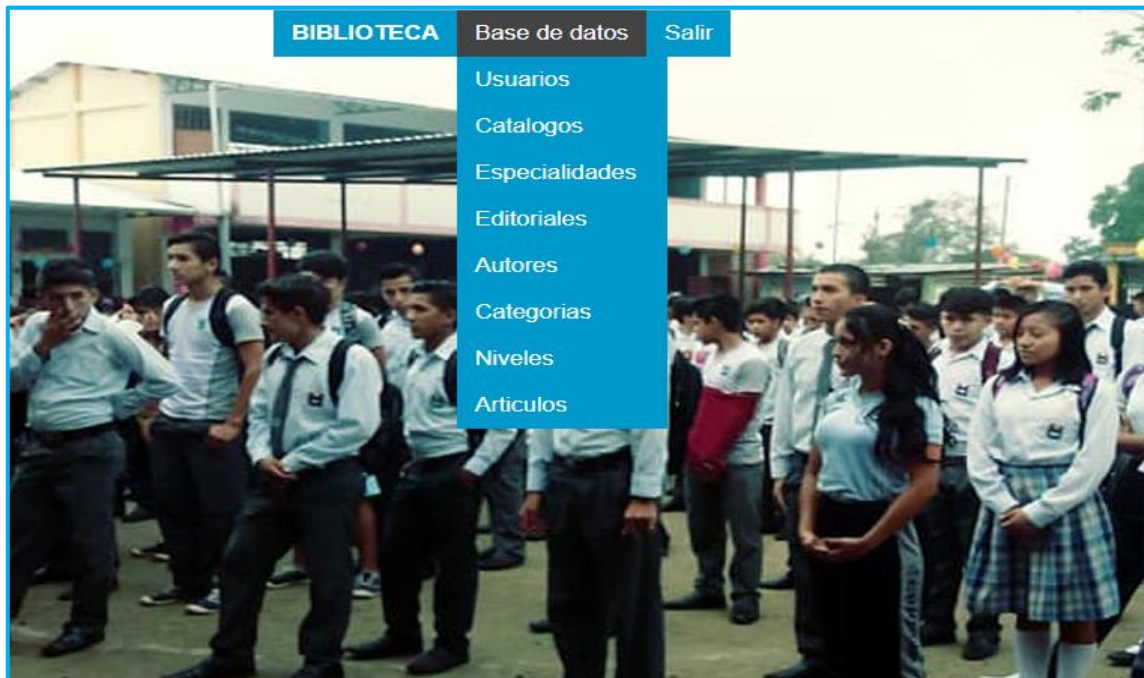 BIBLIOTECA Base de datos Salir
Usuarios
Catalogos
Especialidades
Editoriales
Autores
Categorias
Niveles
Articulos